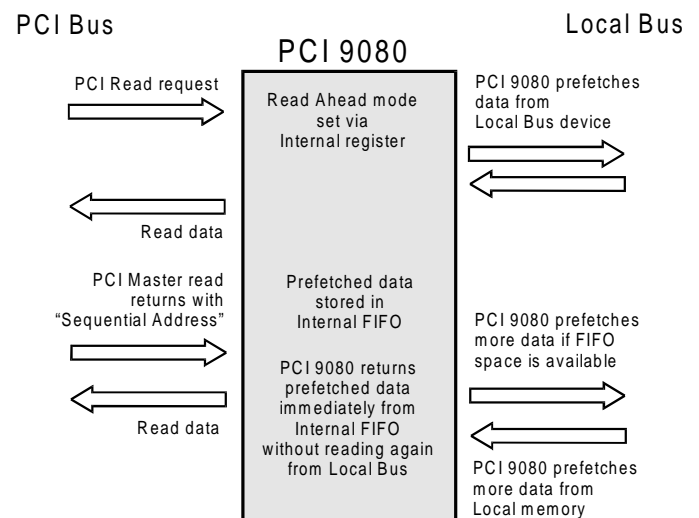 PCI Bus
Local Bus
PCI 9080
PCI Read request
Read Ahead mode
set via
Internal register
PCI 9080 prefetches
data from
Local Bus device
Read data
PCI Master read
returns with
“Sequential Address”
Prefetched data
stored in
Internal FIFO
PCI 9080 prefetches
more data if FIFO
space is available
PCI 9080 returns
prefetched data
immediately from
Internal FIFO
without reading again
from Local Bus
Read data
PCI 9080 prefetches
more data from
Local memory